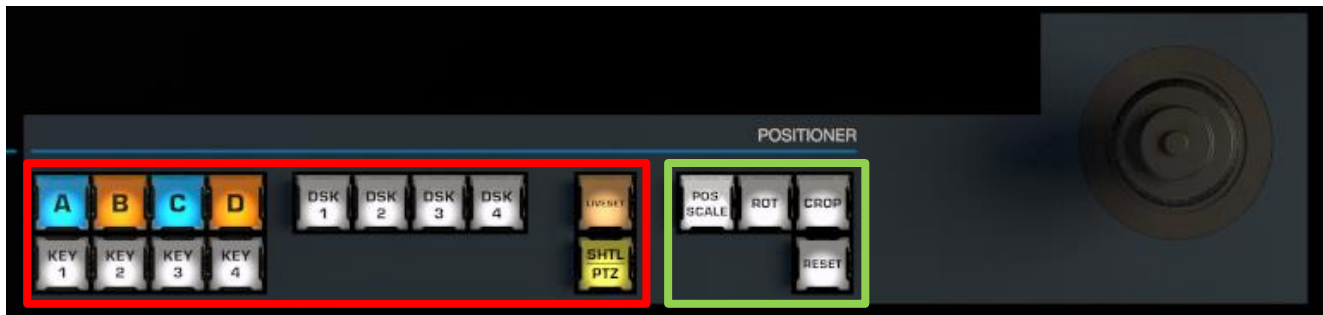 POSITIONER
A B C D DSK 1 DSK 2 DSK 3 DSK 4 LIVESET POS SCALE ROT CROP
KEY 1 KEY 2 KEY 3 KEY 4 SHTL PTZ RESET